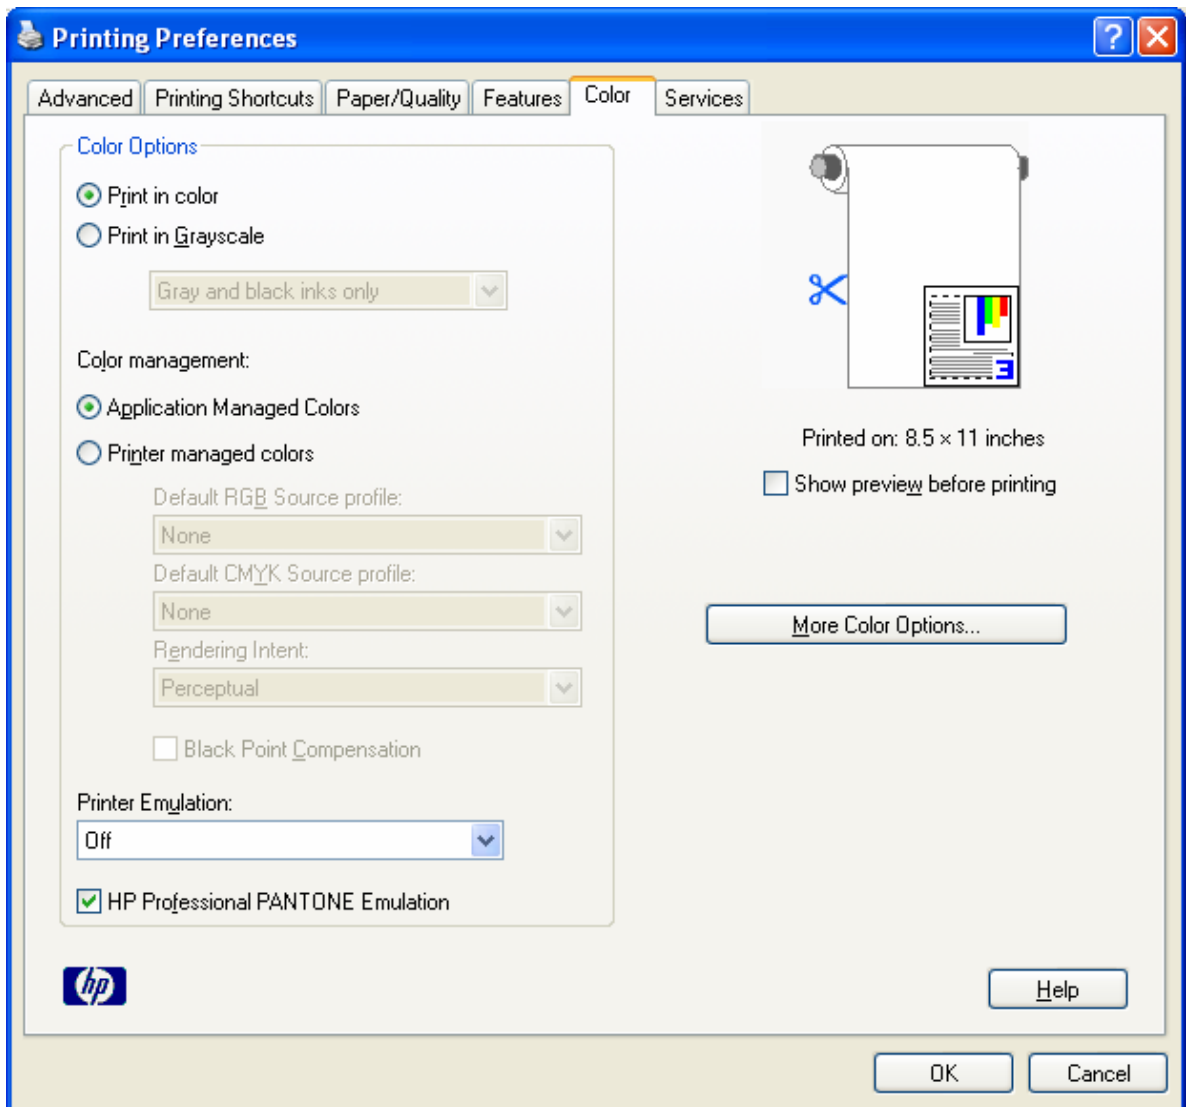 Printing Preferences
Advanced Printing Shortcuts Paper/Quality Features Color Services
Color Options
Print in color
Print in Grayscale
Gray and black inks only
Color management:
Application Managed Colors
Printer managed colors
Default RGB Source profile:
None
Default CMYK Source profile:
None
Rendering Intent:
Perceptual
Black Point Compensation
Printer Emulation:
Off
HP Professional PANTONE Emulation
3
Printed on: 8.5 × 11 inches
Show preview before printing
More Color Options...
hp
Help
OK Cancel